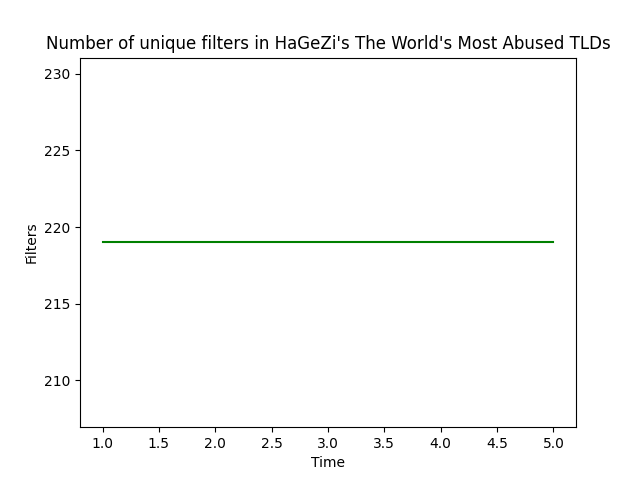 Number of unique filters in HaGeZi's The World's Most Abused TLDs
230
225
220
215
210
Filters
1.0 1.5 2.0 2.5 3.0 3.5 4.0 4.5 5.0
Time